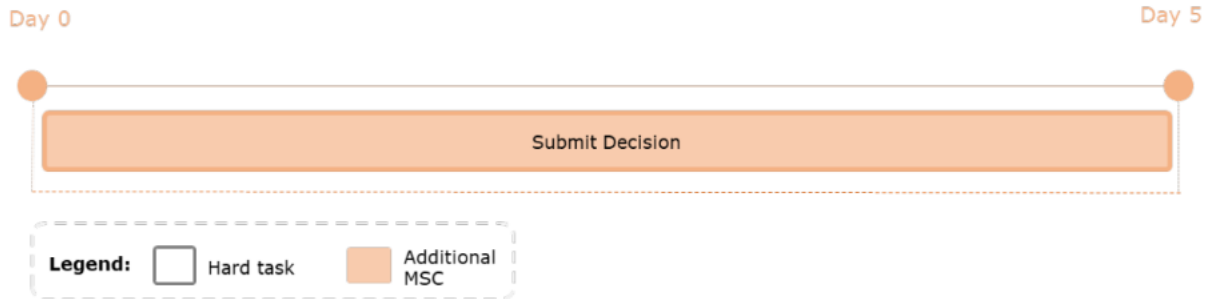 Day 0
Day 5
Submit Decision
Legend:
Hard task
Additional
MSC